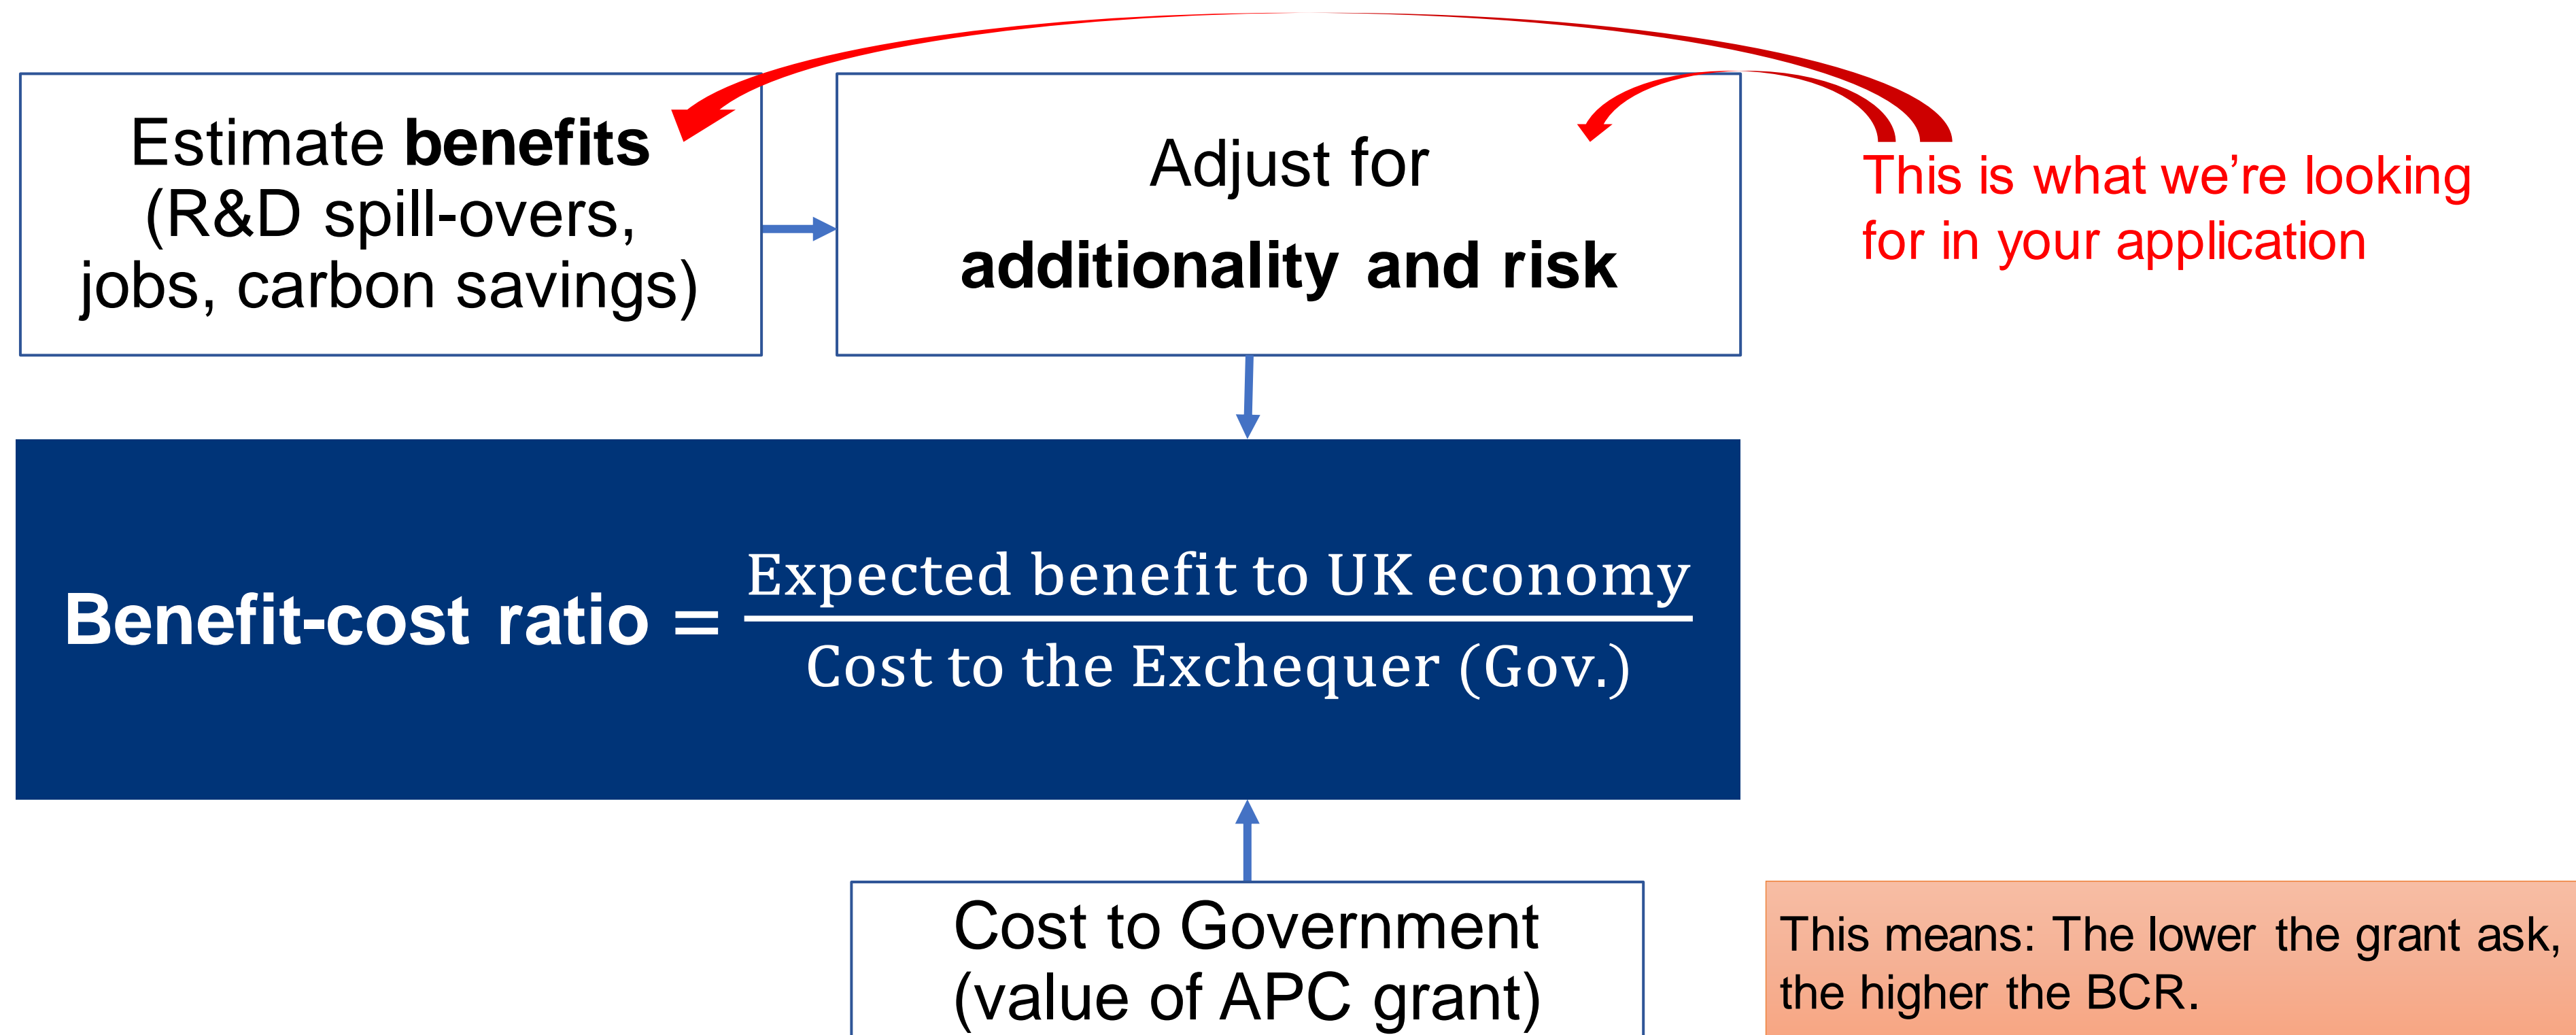 Estimate benefits
(R&D spill-overs,
jobs, carbon savings)
Adjust for
additionality and risk
This is what we’re looking
for in your application
Benefit-cost ratio = Expected benefit to UK economy
Cost to the Exchequer (Gov.)
Cost to Government
(value of APC grant)
This means: The lower the grant ask,
the higher the BCR.